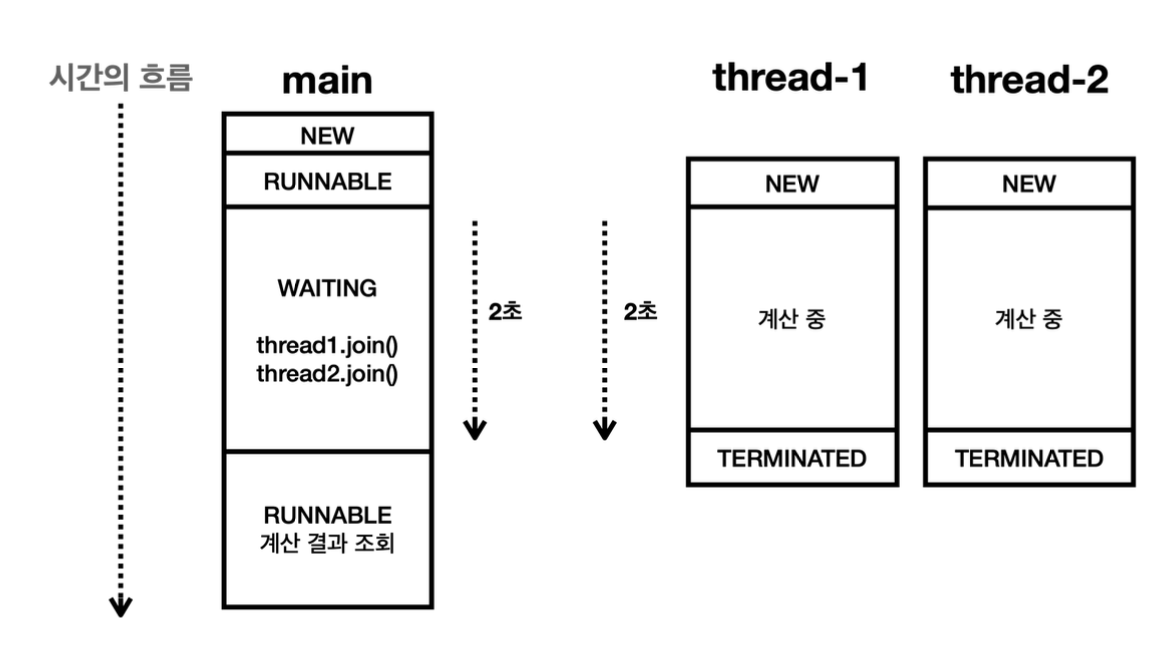 시간의 흐름
main
NEW
RUNNABLE
WAITING
thread1.join()
thread2.join()
RUNNABLE
계산 결과 조회
2초
2초
thread-1
NEW
계산 중
TERMINATED
thread-2
NEW
계산 중
TERMINATED